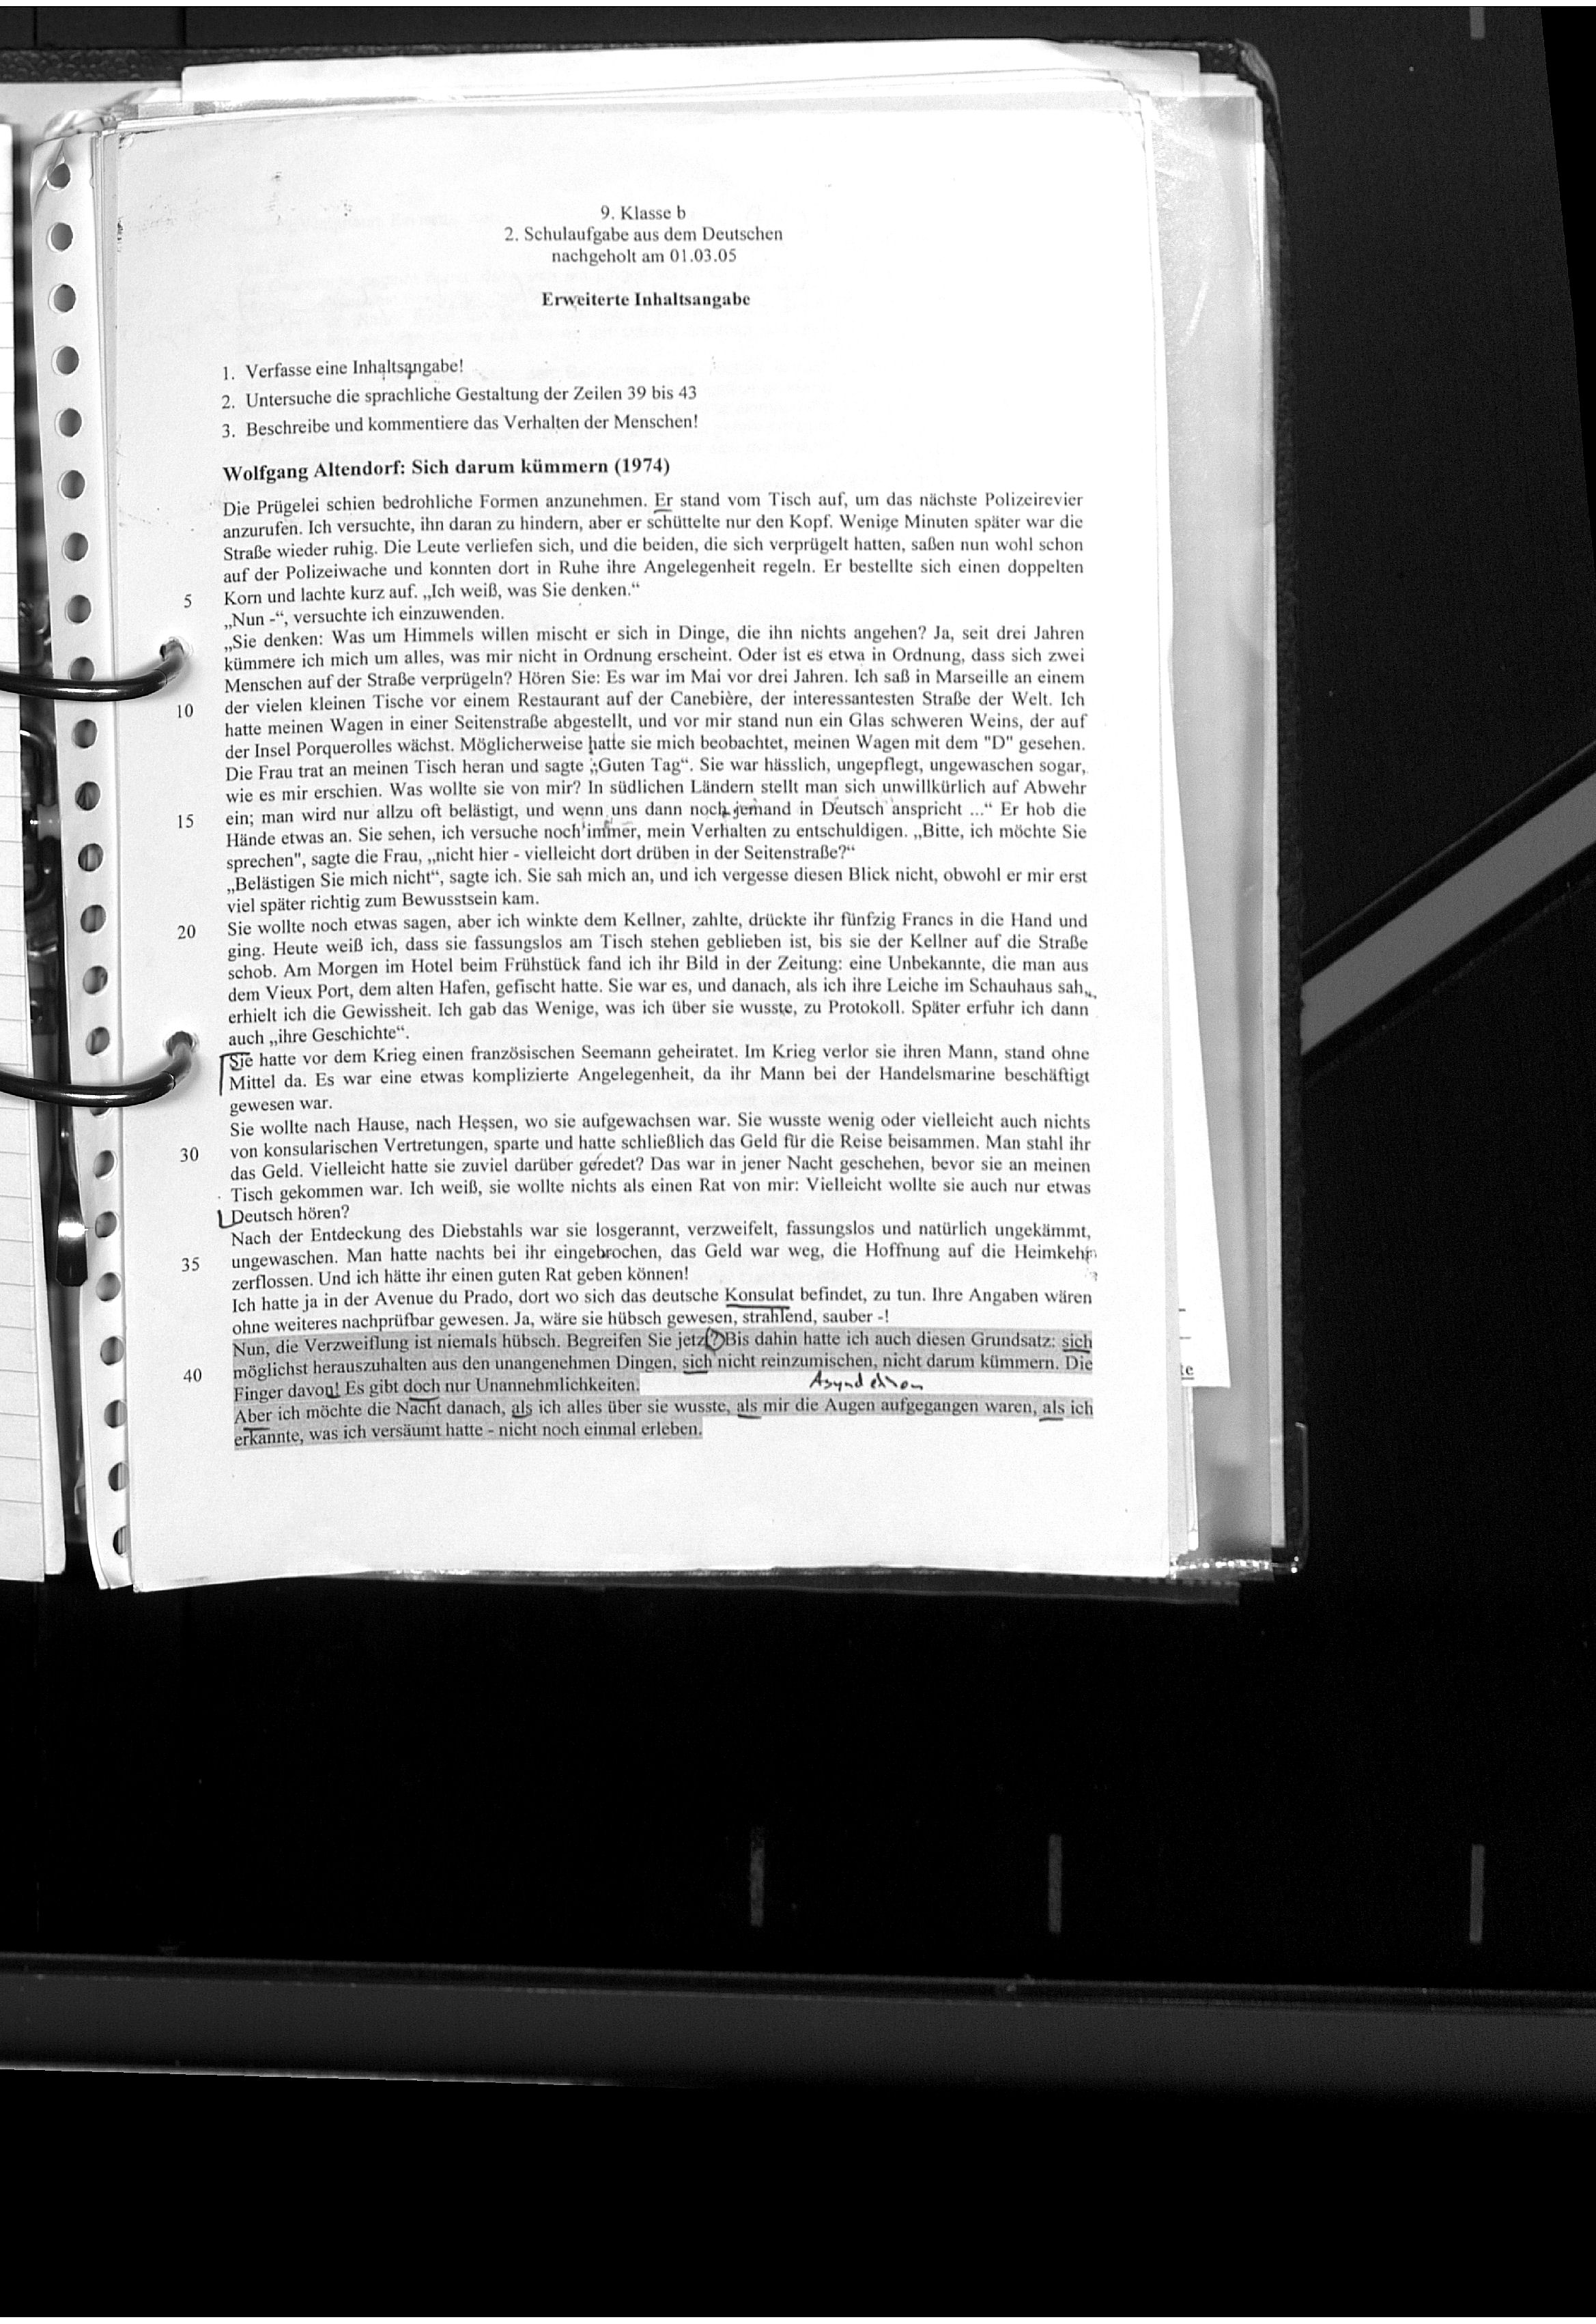 9. Klasse b
2. Schulaufgabe aus dem Deutschen
nachgeholt am 01.03.05
Erweiterte Inhaltsangabe
1. Verfasse eine Inhaltsangabe!
2. Untersuche die sprachliche Gestaltung der Zeilen 39 bis 43
3. Beschreibe und kommentiere das Verhalten der Menschen!
Wolfgang Altendorf: Sich darum kümmern (1974)
Die Prügelei schien bedrohliche Formen anzunehmen. Er stand vom Tisch auf, um das nächste Polizeirevier
anzurufen. Ich versuchte, ihn daran zu hindern, aber er schüttelte nur den Kopf. Wenige Minuten später war die
Straße wieder ruhig. Die Leute verliefen sich, und die beiden, die sich verprügelt hatten, saßen nun wohl schon
auf der Polizeiwache und konnten dort in Ruhe ihre Angelegenheit regeln. Er bestellte sich einen doppelten
5 Korn und lachte kurz auf. „Ich weiß, was Sie denken.“
„Nun -“, versuchte ich einzuwenden.
„Sie denken: Was um Himmels willen mischt er sich in Dinge, die ihn nichts angehen? Ja, seit drei Jahren
kümmere ich mich um alles, was mir nicht in Ordnung erscheint. Oder ist es etwa in Ordnung, dass sich zwei
Menschen auf der Straße verprügeln? Hören Sie: Es war im Mai vor drei Jahren. Ich saß in Marseille an einem
10 der vielen kleinen Tische vor einem Restaurant auf der Canebière, der interessantesten Straße der Welt. Ich
hatte meinen Wagen in einer Seitenstraße abgestellt, und vor mir stand nun ein Glas schweren Weins, der auf
der Insel Porquerolles wächst. Möglicherweise hatte sie mich beobachtet, meinen Wagen mit dem "D" gesehen.
Die Frau trat an meinen Tisch heran und sagte „Guten Tag“. Sie war hässlich, ungepflegt, ungewaschen sogar,
wie es mir erschien. Was wollte sie von mir? In südlichen Ländern stellt man sich unwillkürlich auf Abwehr
15 ein; man wird nur allzu oft belästigt, und wenn uns dann noch jemand in Deutsch anspricht ...“ Er hob die
Hände etwas an. Sie sehen, ich versuche noch immer, mein Verhalten zu entschuldigen. „Bitte, ich möchte Sie
sprechen", sagte die Frau, „nicht hier - vielleicht dort drüben in der Seitenstraße?“
„Belästigen Sie mich nicht“, sagte ich. Sie sah mich an, und ich vergesse diesen Blick nicht, obwohl er mir erst
viel später richtig zum Bewusstsein kam.
20 Sie wollte noch etwas sagen, aber ich winkte dem Kellner, zahlte, drückte ihr fünfzig Francs in die Hand und
ging. Heute weiß ich, dass sie fassungslos am Tisch stehen geblieben ist, bis sie der Kellner auf die Straße
schob. Am Morgen im Hotel beim Frühstück fand ich ihr Bild in der Zeitung: eine Unbekannte, die man aus
dem Vieux Port, dem alten Hafen, gefischt hatte. Sie war es, und danach, als ich ihre Leiche im Schauhaus sah,
erhielt ich die Gewissheit. Ich gab das Wenige, was ich über sie wusste, zu Protokoll. Später erfuhr ich dann
auch „ihre Geschichte“.
Sie hatte vor dem Krieg einen französischen Seemann geheiratet. Im Krieg verlor sie ihren Mann, stand ohne
Mittel da. Es war eine etwas komplizierte Angelegenheit, da ihr Mann bei der Handelsmarine beschäftigt
gewesen war.
Sie wollte nach Hause, nach Hessen, wo sie aufgewachsen war. Sie wusste wenig oder vielleicht auch nichts
30 von konsularischen Vertretungen, sparte und hatte schließlich das Geld für die Reise beisammen. Man stahl ihr
das Geld. Vielleicht hatte sie zuviel darüber geredet? Das war in jener Nacht geschehen, bevor sie an meinen
Tisch gekommen war. Ich weiß, sie wollte nichts als einen Rat von mir: Vielleicht wollte sie auch nur etwas
Deutsch hören?
Nach der Entdeckung des Diebstahls war sie losgerannt, verzweifelt, fassungslos und natürlich ungekämmt,
35 ungewaschen. Man hatte nachts bei ihr eingebrochen, das Geld war weg, die Hoffnung auf die Heimkehr
zerflossen. Und ich hätte ihr einen guten Rat geben können!
Ich hatte ja in der Avenue du Prado, dort wo sich das deutsche Konsulat befindet, zu tun. Ihre Angaben wären
ohne weiteres nachprüfbar gewesen. Ja, wäre sie hübsch gewesen, strahlend, sauber -!
Nun, die Verzweiflung ist niemals hübsch. Begreifen Sie jetzt? Bis dahin hatte ich auch diesen Grundsatz: sich
40 möglichst herauszuhalten aus den unangenehmen Dingen, sich nicht reinzumischen, nicht darum kümmern. Die
Finger davon! Es gibt doch nur Unannehmlichkeiten. Asyndeton
Aber ich möchte die Nacht danach, als ich alles über sie wusste, als mir die Augen aufgegangen waren, als ich
erkannte, was ich versäumt hatte - nicht noch einmal erleben.